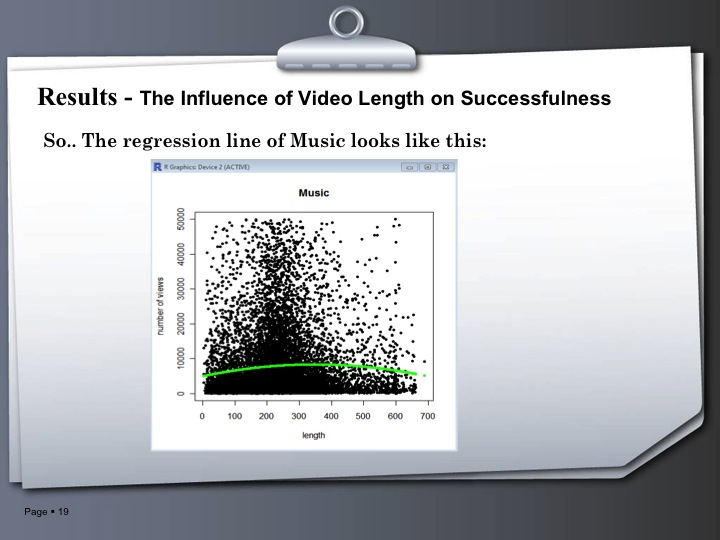 Results - The Influence of Video Length on Successfulness
So.. The regression line of Music looks like this:
R R Graphics: Device 2 (ACTIVE)
Music
50000
40000
30000
20000
10000
0
number of views
0 100 200 300 400 500 600 700
length
Page • 19